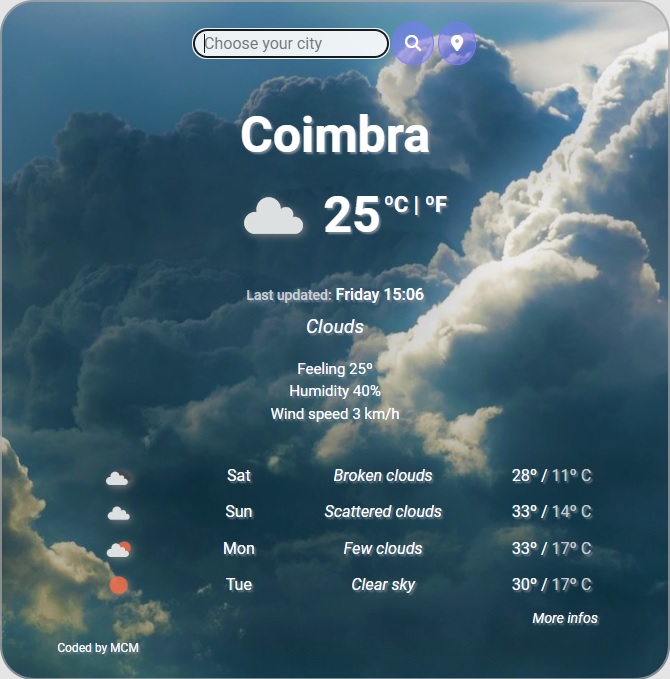 Choose your city
Coimbra
25 ºC | ºF
Last updated: Friday 15:06
Clouds
Feeling 25º
Humidity 40%
Wind speed 3 km/h
Sat Broken clouds 28º / 11º C
Sun Scattered clouds 33º / 14º C
Mon Few clouds 33º / 17º C
Tue Clear sky 30º / 17º C
More infos
Coded by MCM